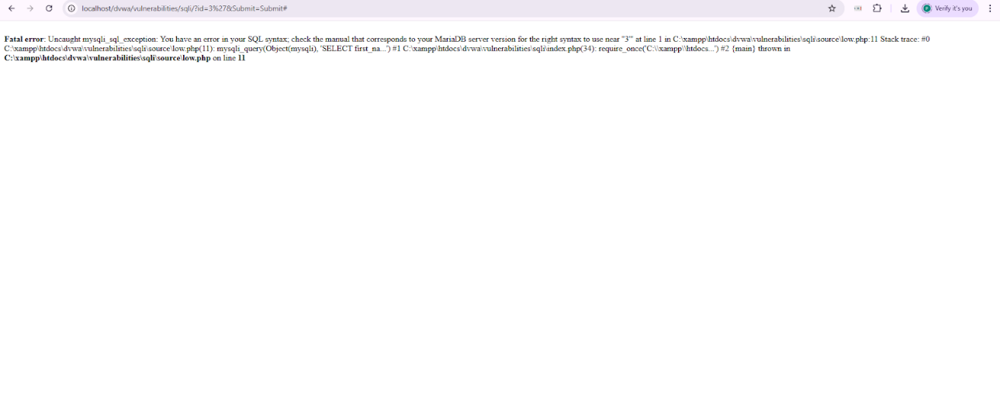 localhost/dvwa/vulnerabilities/sqli/?id=3%27&Submit=Submit#
Verify it's you
Fatal error: Uncaught mysqli_sql_exception: You have an error in your SQL syntax; check the manual that corresponds to your MariaDB server version for the right syntax to use near ''3'' at line 1 in C:\xampp\htdocs\dvwa\vulnerabilities\sqli\source\low.php:11 Stack trace: #0
C:\xampp\htdocs\dvwa\vulnerabilities\sqli\source\low.php(11): mysqli_query(Object(mysqli), 'SELECT first_na...') #1 C:\xampp\htdocs\dvwa\vulnerabilities\sqli\index.php(34): require_once('C:\\xampp\\htdocs...') #2 {main} thrown in
C:\xampp\htdocs\dvwa\vulnerabilities\sqli\source\low.php on line 11